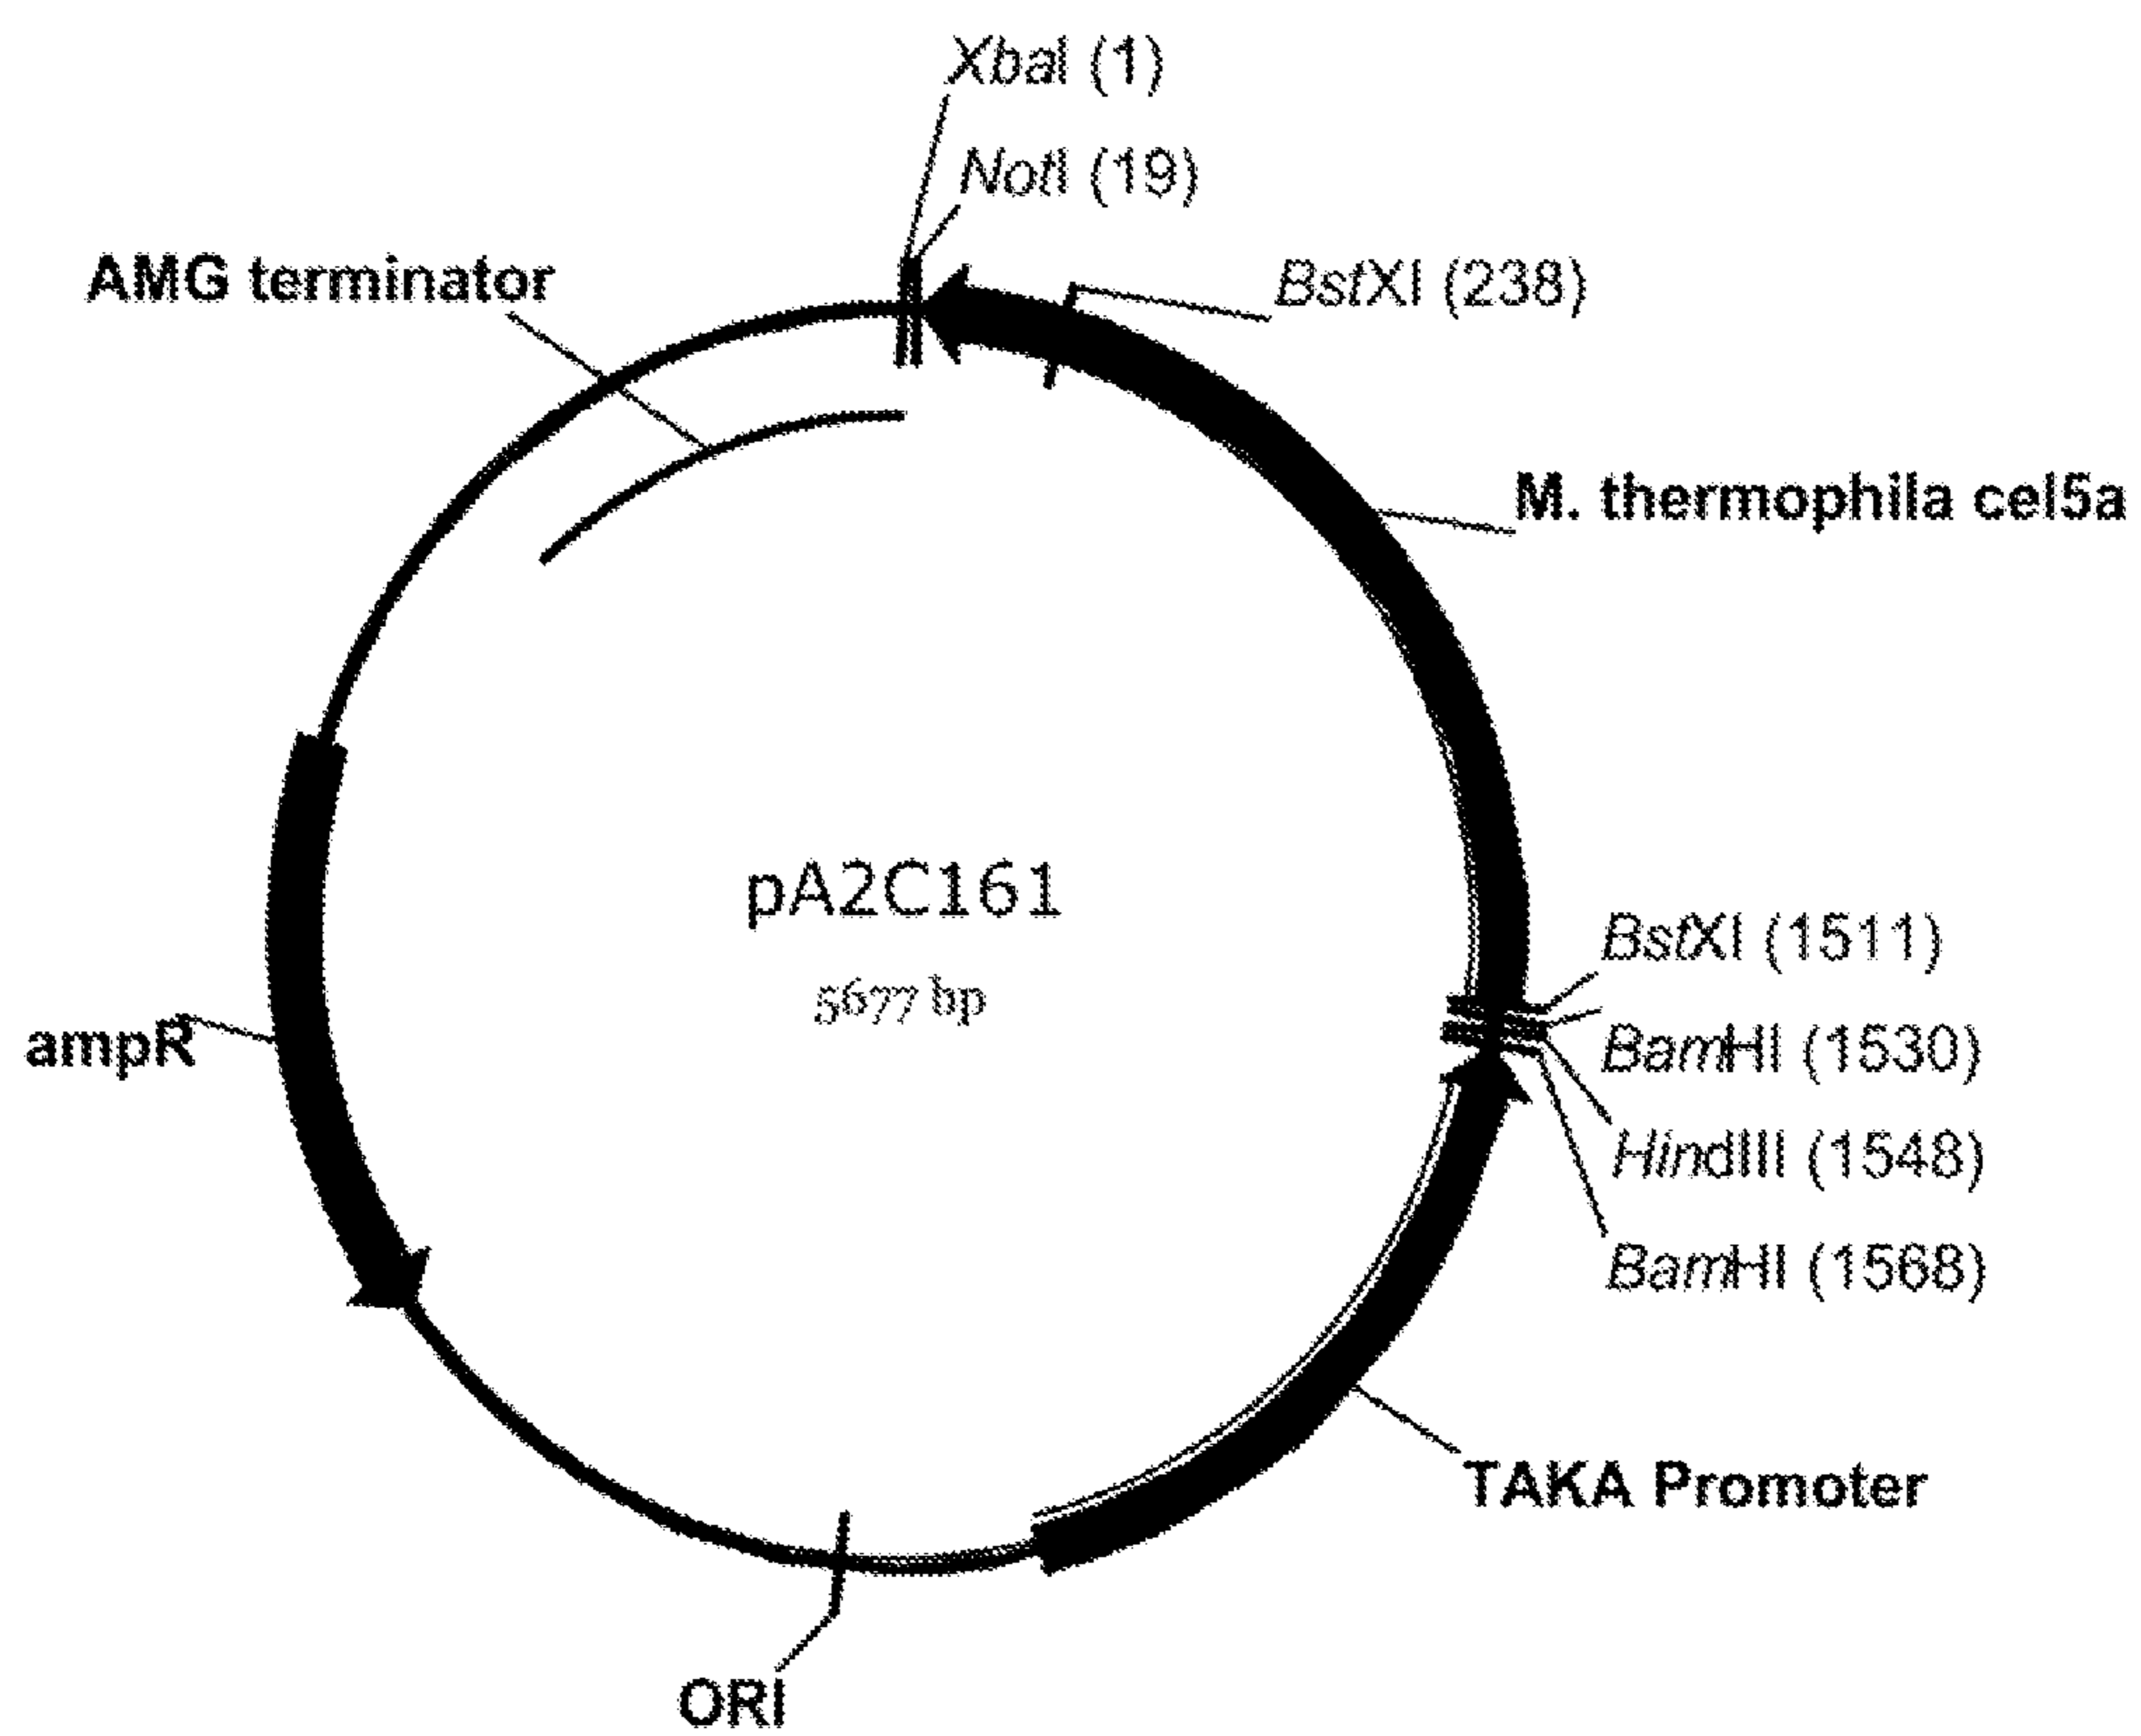 XbaI (1)
NotI (19)
AMG terminator
BstXI (238)
M. thermophila cel5a
pA2C161
5677 bp
BstXI (1511)
BamHI (1530)
HindIII (1548)
BamHI (1568)
ampR
TAKA Promoter
ORI